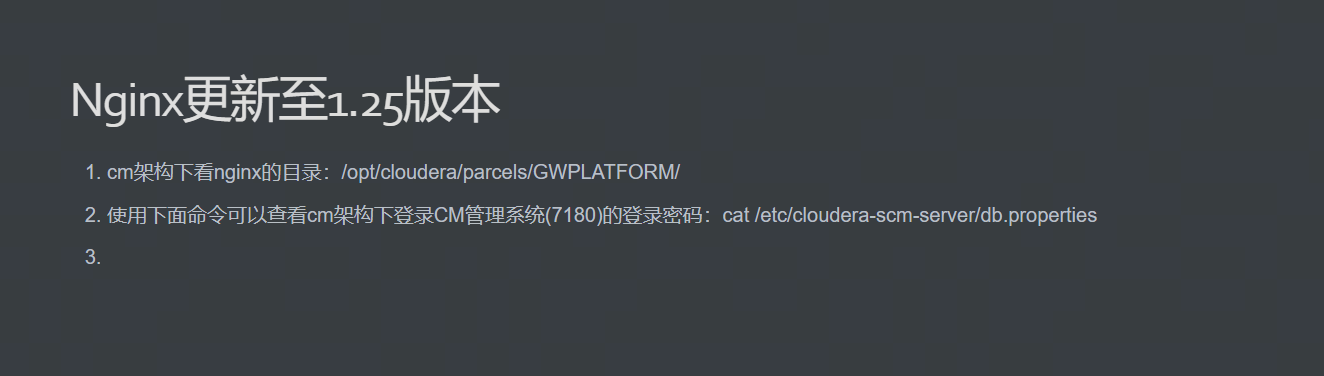 Nginx更新至1.25版本
1. cm架构下看nginx的目录：/opt/cloudera/parcels/GWPLATFORM/
2. 使用下面命令可以查看cm架构下登录CM管理系统(7180)的登录密码：cat /etc/cloudera-scm-server/db.properties
3.